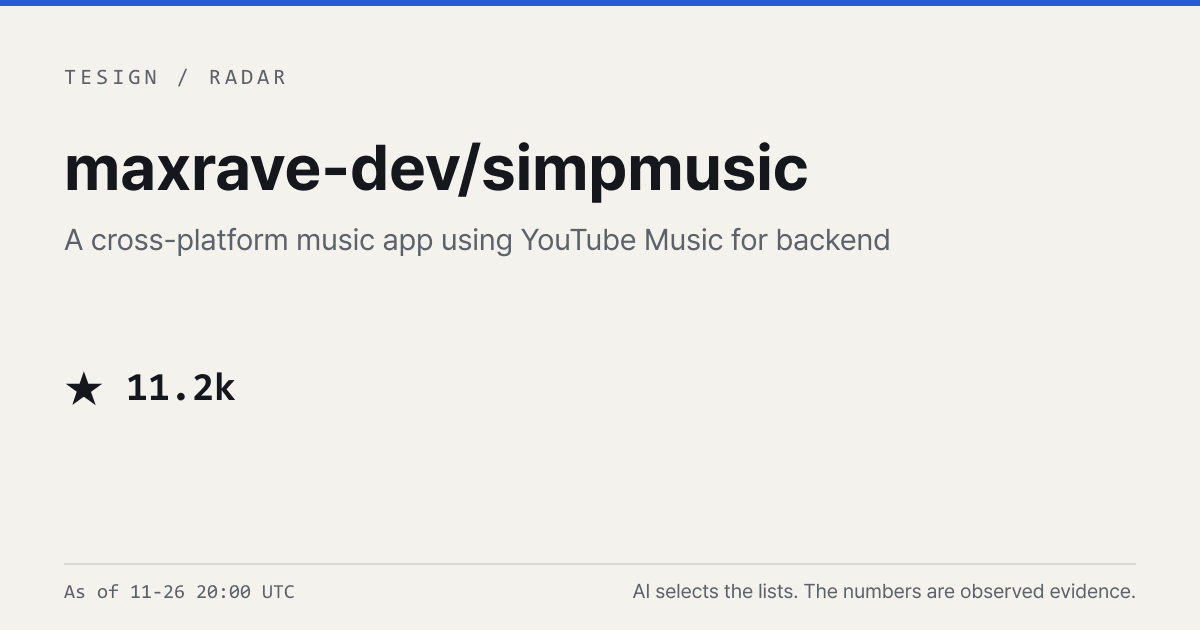 TESIGN / RADAR
maxrave-dev/simpmusic
A cross-platform music app using YouTube Music for backend
★ 11.2k
As of 11-26 20:00 UTC
AI selects the lists. The numbers are observed evidence.